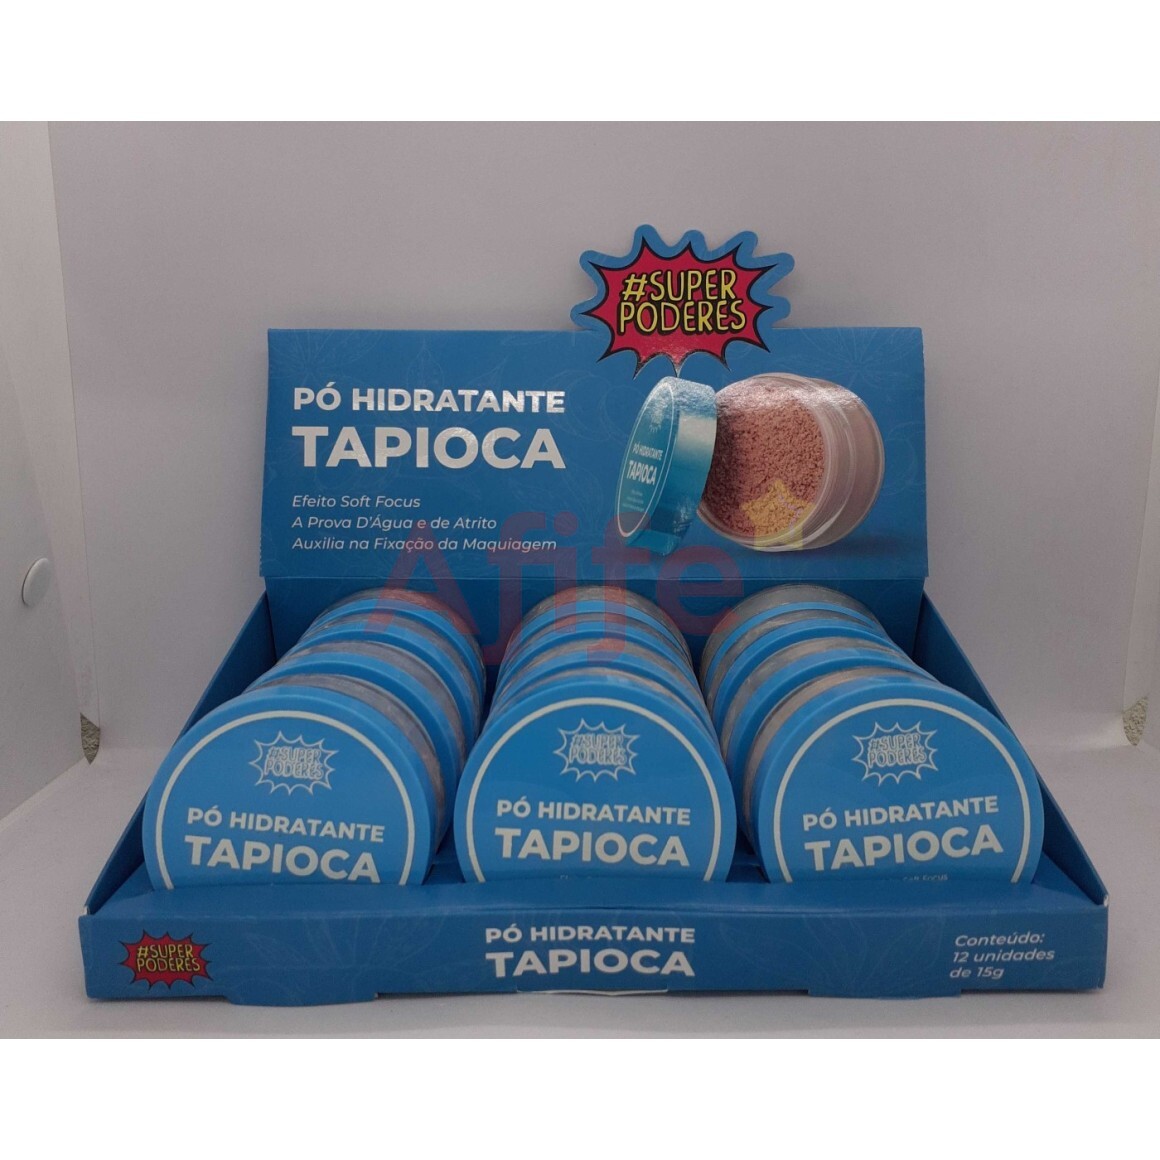 #SUPER
PODERES
PÓ HIDRATANTE
TAPIOCA
Efeito Soft Focus
A Prova D'Água e de Atrito
Auxilia na Fixação da Maquiagem
PÓ HIDRATANTE
TAPIOCA
Afife
#SUPER
PODERES
PÓ HIDRATANTE
TAPIOCA
#SUPER
PODERES
PÓ HIDRATANTE
TAPIOCA
#SUPER
PODERES
PÓ HIDRATANTE
TAPIOCA
#SUPER
PODERES
PÓ HIDRATANTE
TAPIOCA
Conteúdo:
12 unidades
de 15g